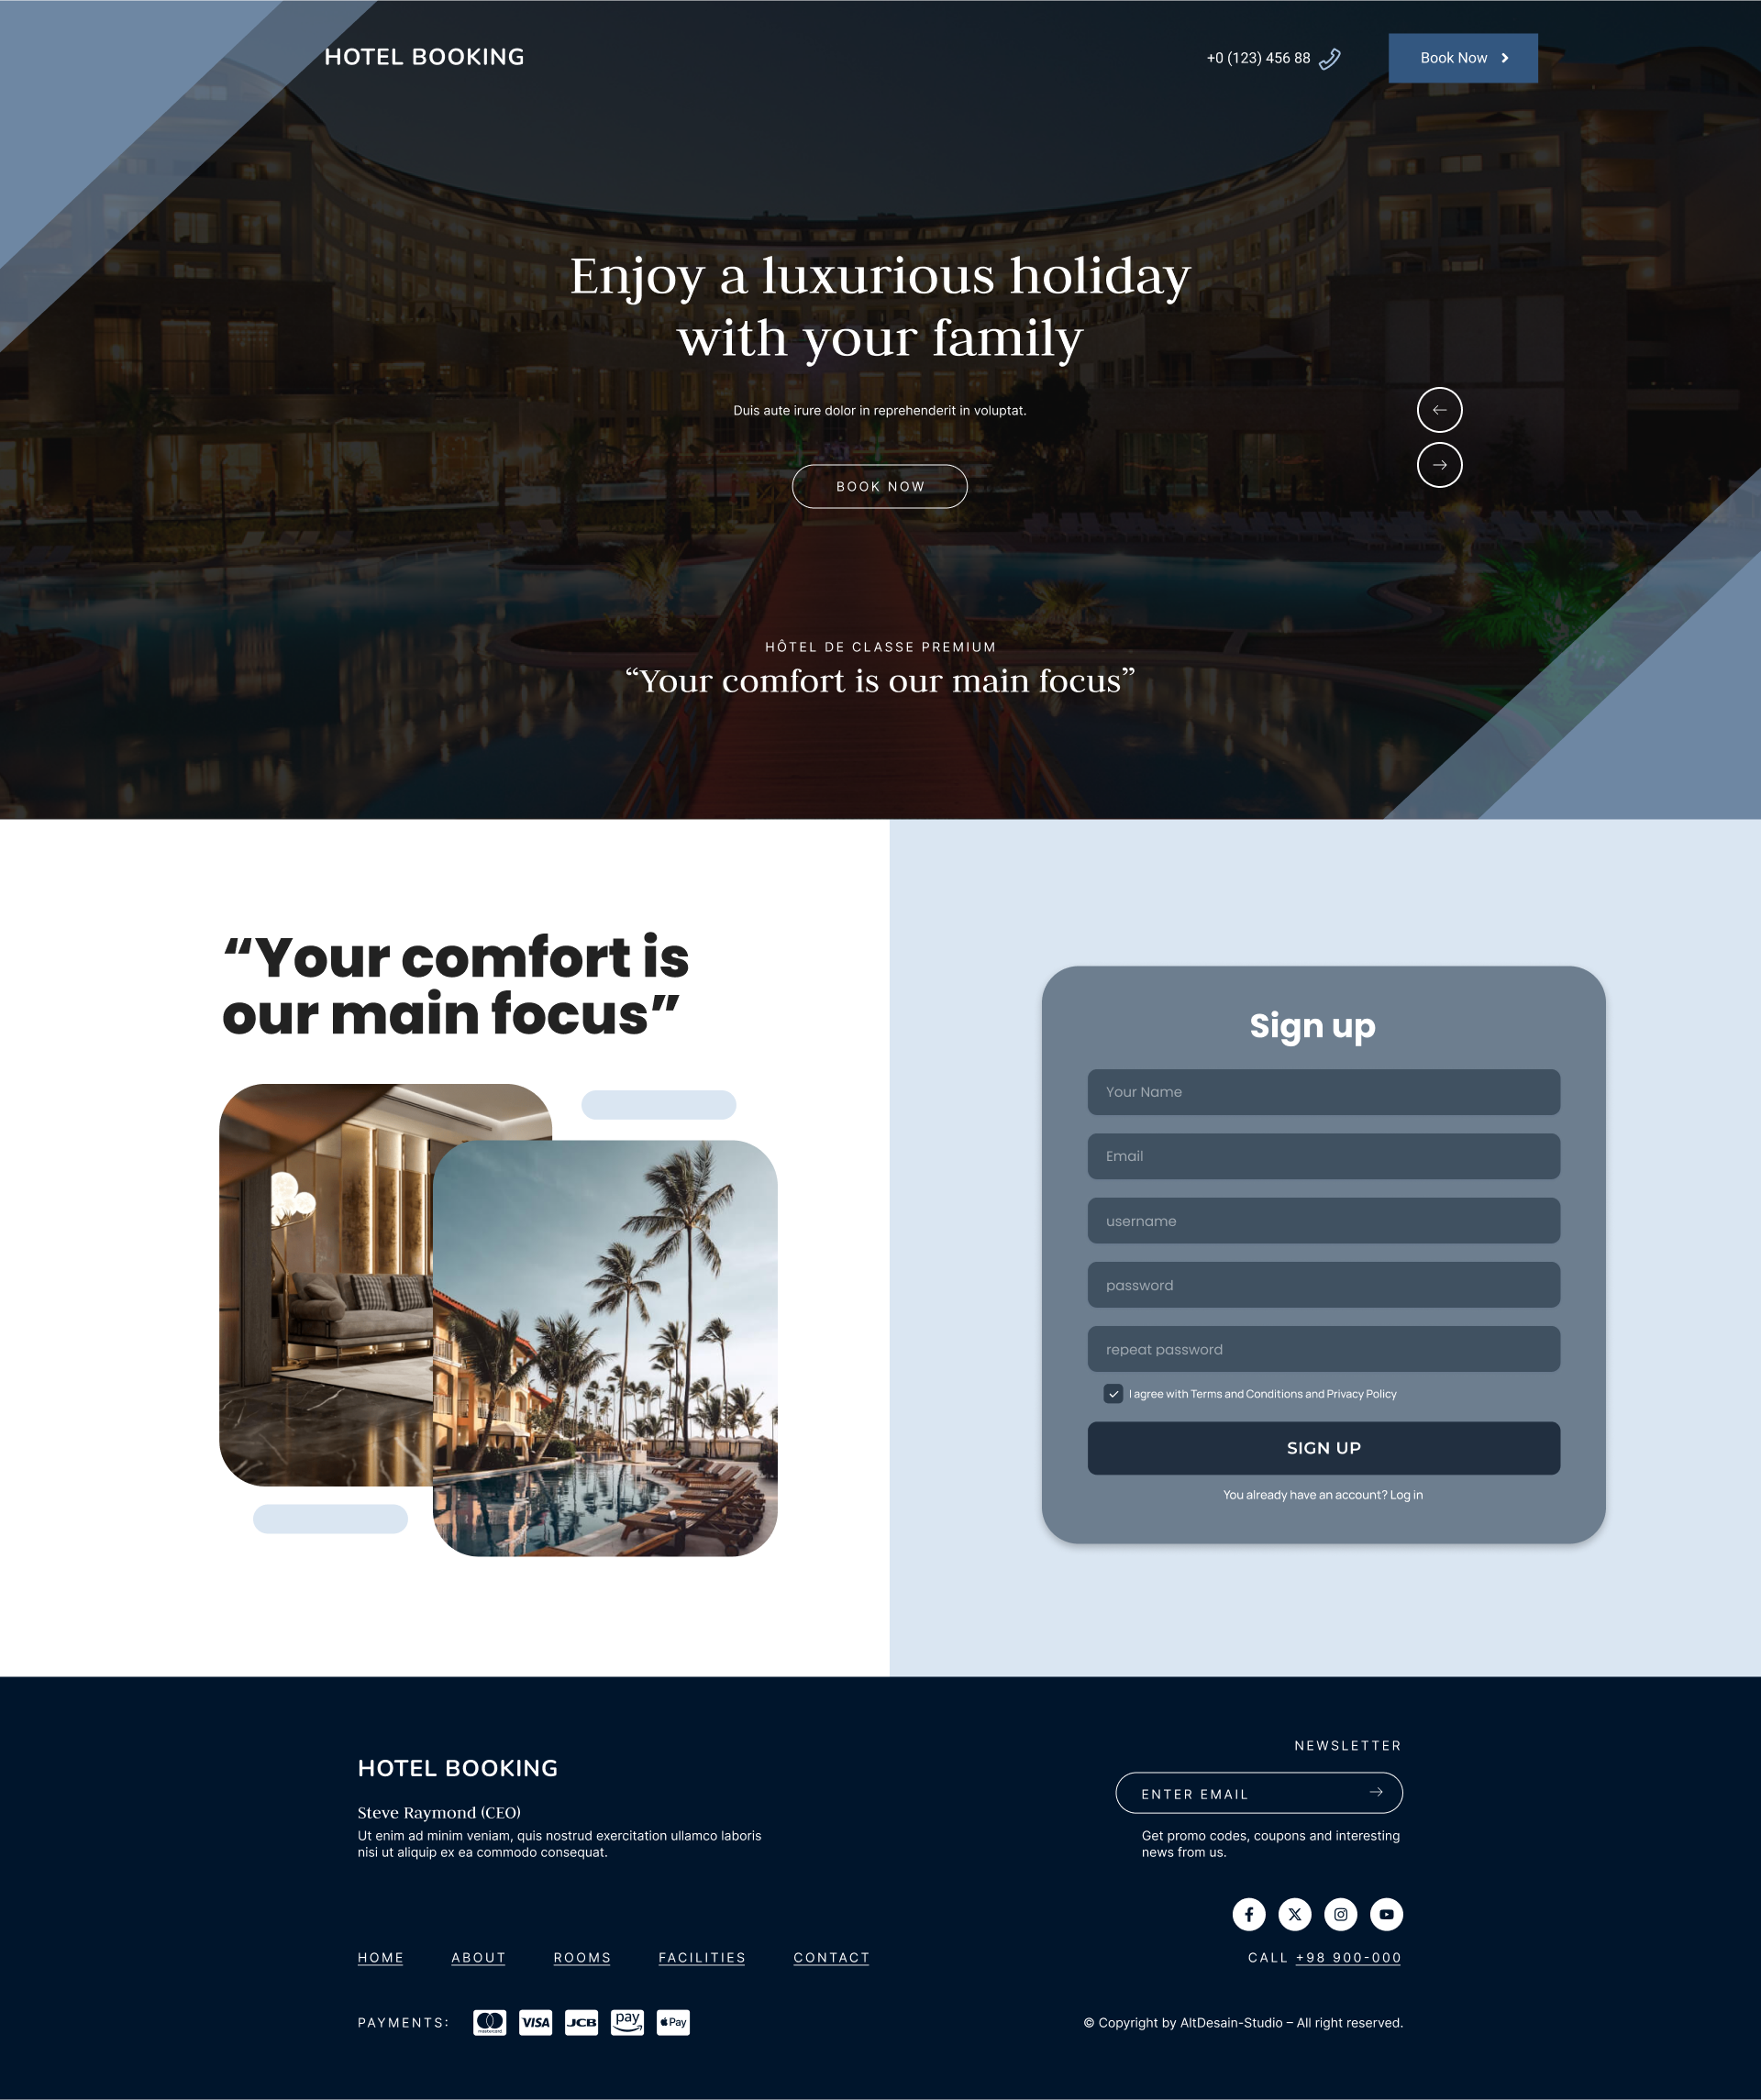 HOTEL BOOKING
+0 (123) 456 88
Book Now
Enjoy a luxurious holiday
with your family
Duis aute irure dolor in reprehenderit in voluptat.
BOOK NOW
HÔTEL DE CLASSE PREMIUM
“Your comfort is our main focus”
“Your comfort is
our main focus”
Sign up
Your Name
Email
username
password
repeat password
I agree with Terms and Conditions and Privacy Policy
SIGN UP
You already have an account? Log in
HOTEL BOOKING
Steve Raymond (CEO)
Ut enim ad minim veniam, quis nostrud exercitation ullamco laboris
nisi ut aliquip ex ea commodo consequat.
NEWSLETTER
ENTER EMAIL
Get promo codes, coupons and interesting
news from us.
HOME ABOUT ROOMS FACILITIES CONTACT
CALL +98 900-000
PAYMENTS: mastercard VISA JCB pay Pay
© Copyright by AltDesain-Studio – All right reserved.